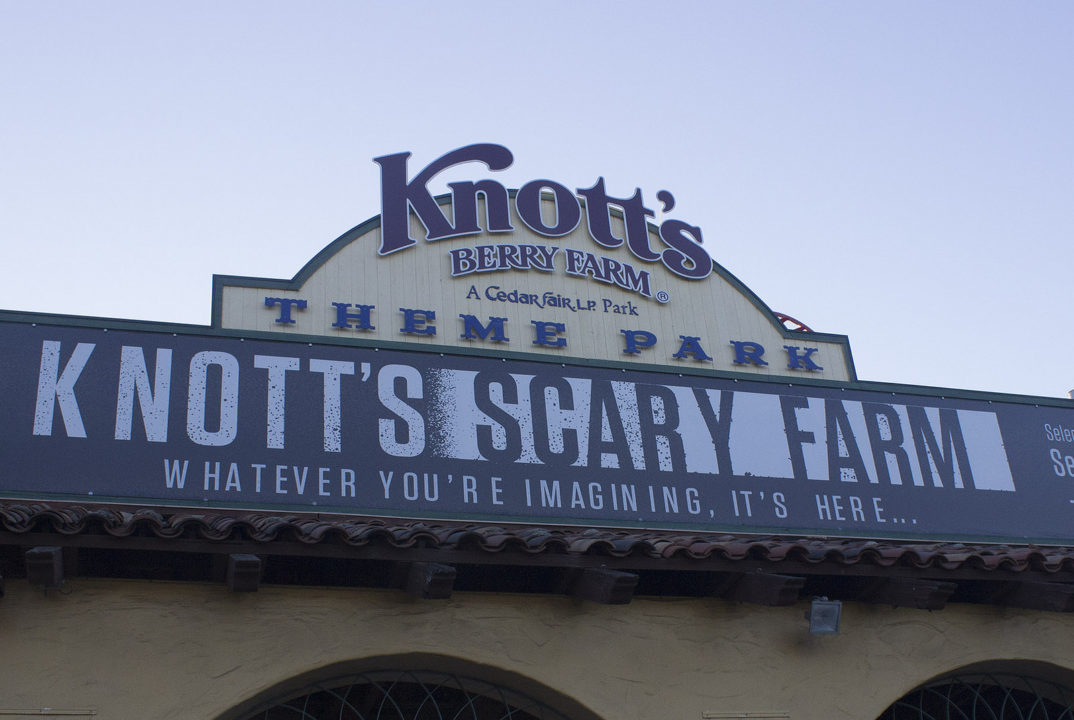 Knott's
BERRY FARM ®
A Cedar Fair, L.P. Park
THEME PARK
KNOTT'S SCARY FARM
WHATEVER YOU'RE IMAGINING, IT'S HERE...